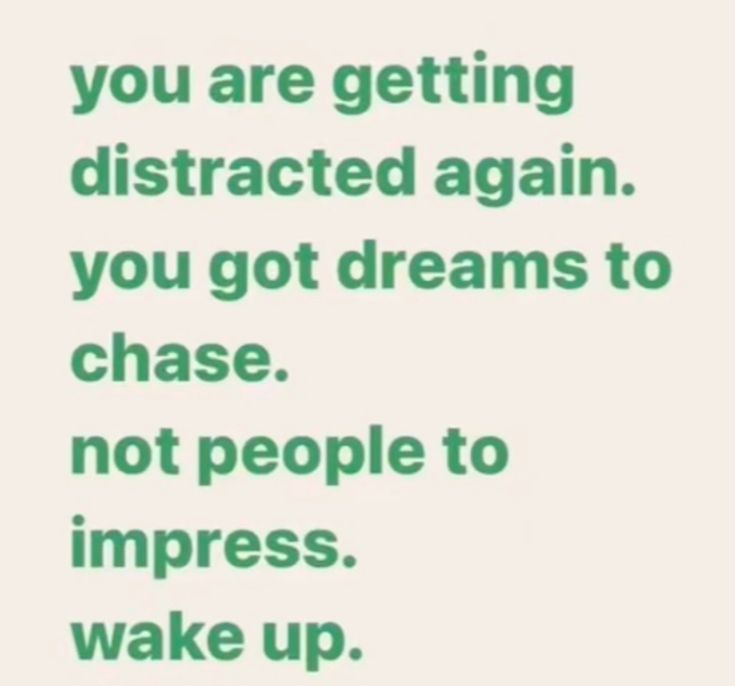 you are getting
distracted again.
you got dreams to
chase.
not people to
impress.
wake up.